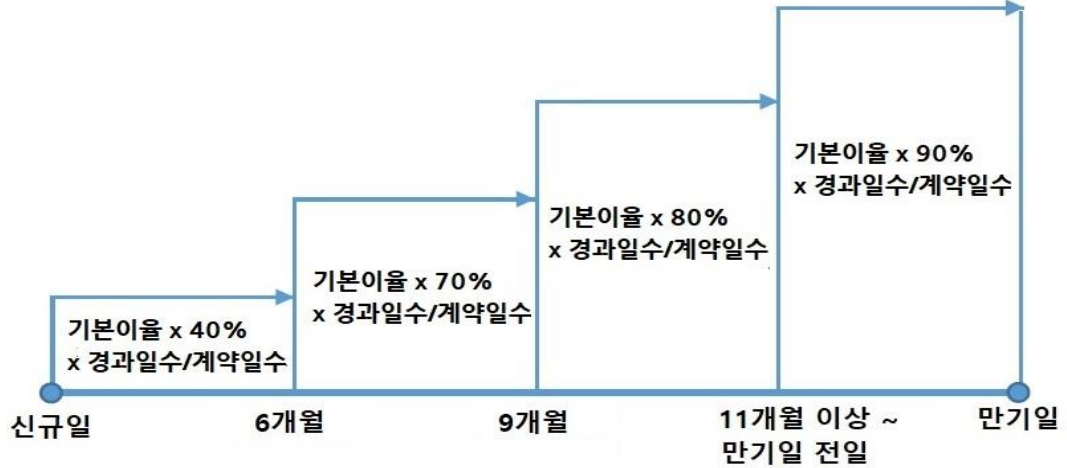 기본이율 x 90%
x 경과일수/계약일수
기본이율 x 80%
x 경과일수/계약일수
기본이율 x 70%
x 경과일수/계약일수
기본이율 x 40%
x 경과일수/계약일수
신규일
6개월
9개월
11개월 이상 ~
만기일 전일
만기일